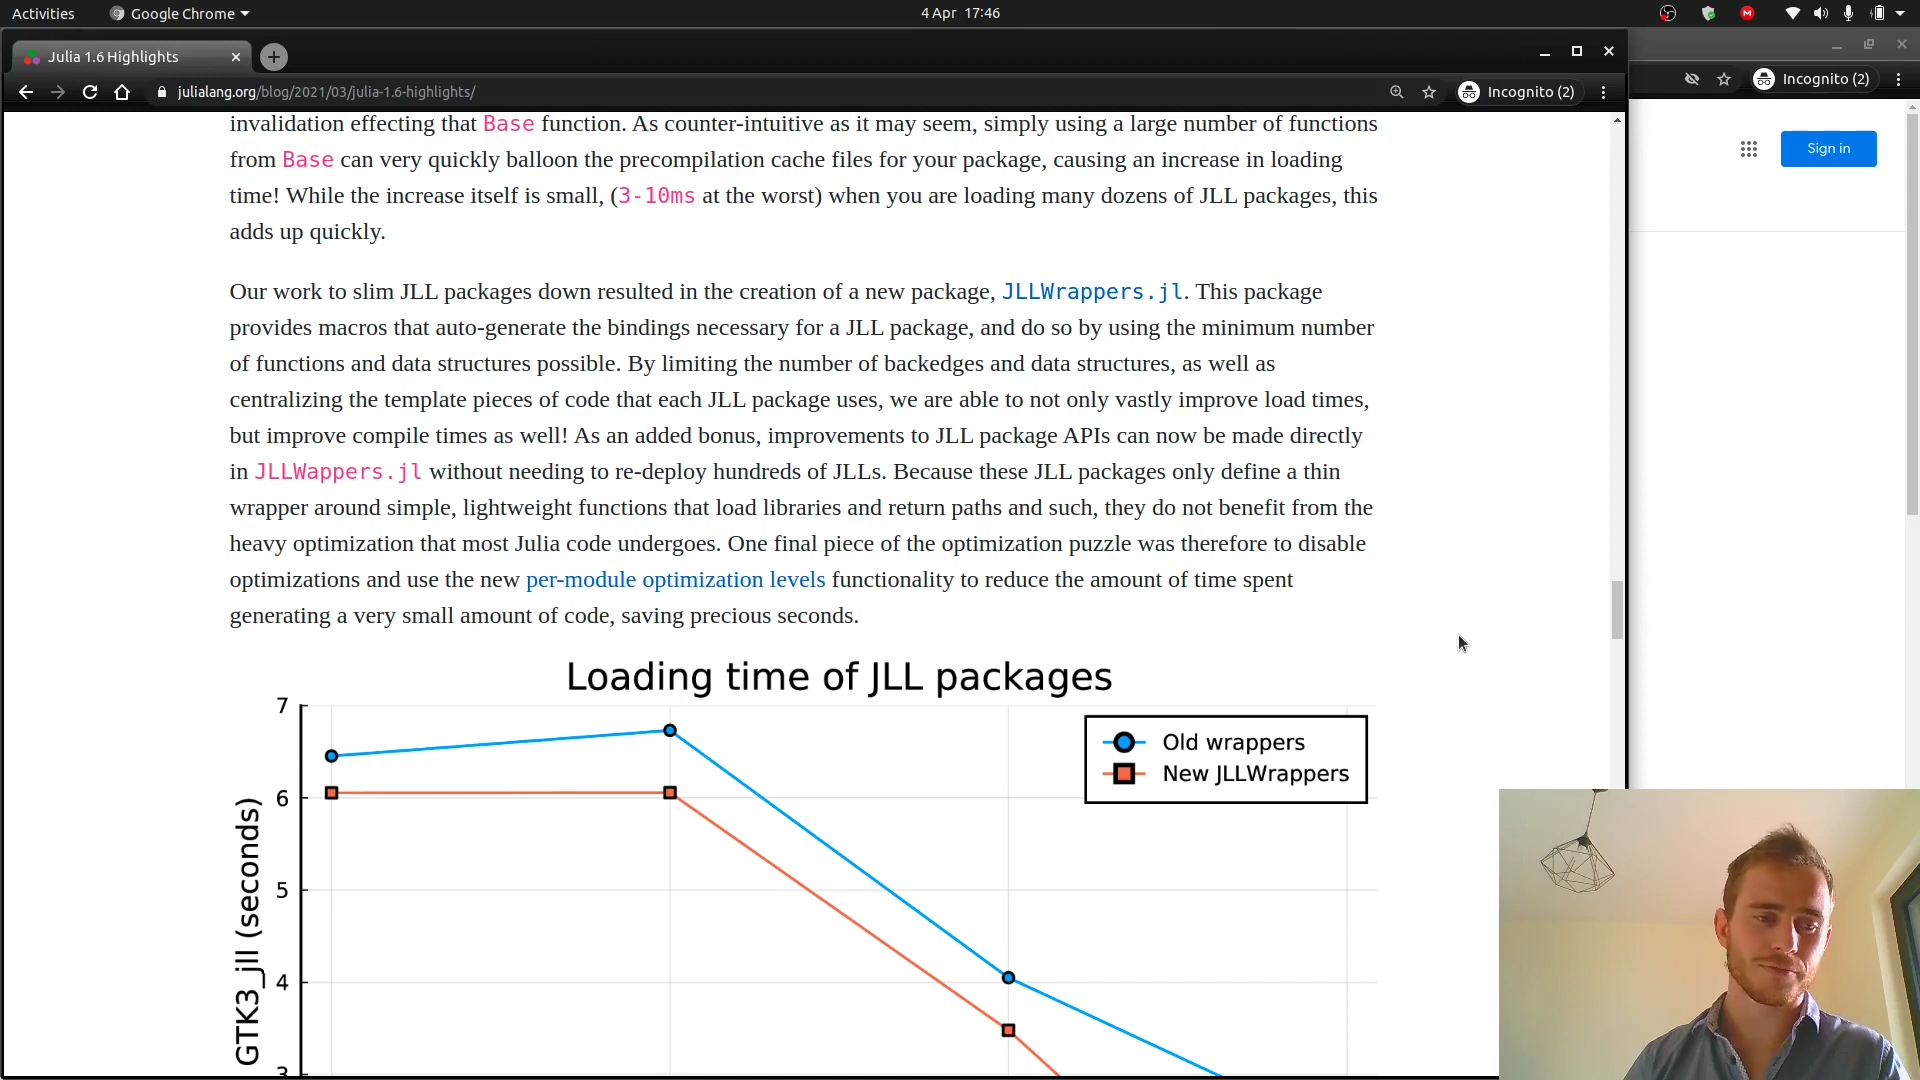 Activities
Google Chrome
4 Apr 17:46
Julia 1.6 Highlights
julialang.org/blog/2021/03/julia-1.6-highlights/
Incognito (2)
Incognito (2)
Sign in
invalidation effecting that Base function. As counter-intuitive as it may seem, simply using a large number of functions
from Base can very quickly balloon the precompilation cache files for your package, causing an increase in loading
time! While the increase itself is small, (3-10ms at the worst) when you are loading many dozens of JLL packages, this
adds up quickly.
Our work to slim JLL packages down resulted in the creation of a new package, JLLWrappers.jl. This package
provides macros that auto-generate the bindings necessary for a JLL package, and do so by using the minimum number
of functions and data structures possible. By limiting the number of backedges and data structures, as well as
centralizing the template pieces of code that each JLL package uses, we are able to not only vastly improve load times,
but improve compile times as well! As an added bonus, improvements to JLL package APIs can now be made directly
in JLLWappers.jl without needing to re-deploy hundreds of JLLs. Because these JLL packages only define a thin
wrapper around simple, lightweight functions that load libraries and return paths and such, they do not benefit from the
heavy optimization that most Julia code undergoes. One final piece of the optimization puzzle was therefore to disable
optimizations and use the new per-module optimization levels functionality to reduce the amount of time spent
generating a very small amount of code, saving precious seconds.
Loading time of JLL packages
7
6
5
4
3
GTK3_jll (seconds)
Old wrappers
New JLLWrappers